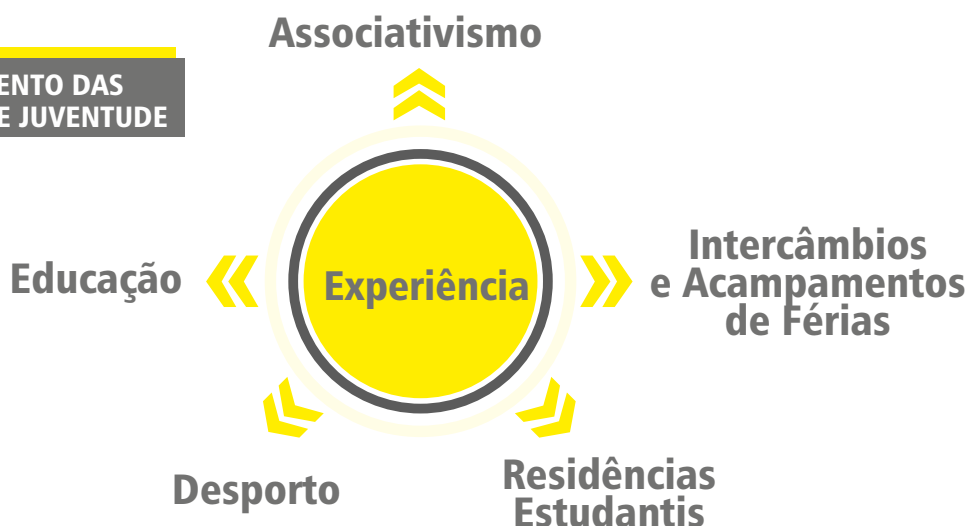 Associativismo
ENTO DAS
E JUVENTUDE
Educação
Experiência
Intercâmbios
e Acampamentos
de Férias
Desporto
Residências
Estudantis